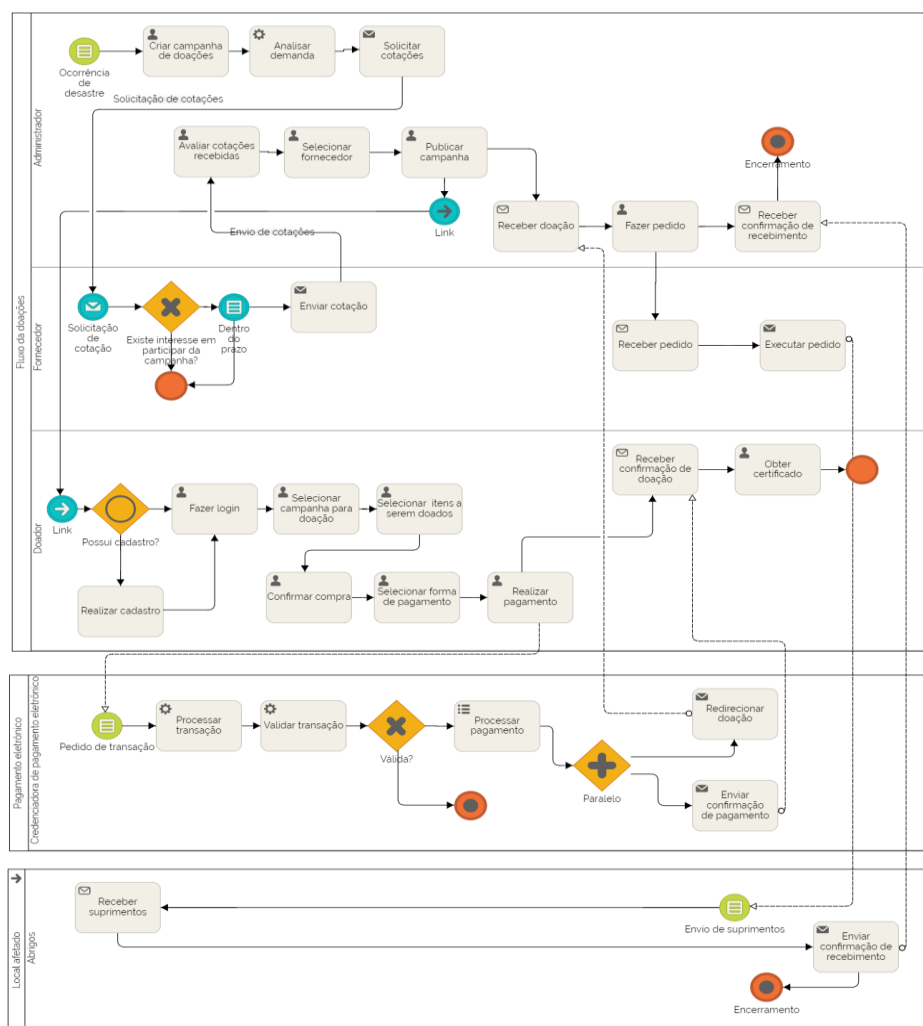 Fluxo da doações
Administrador
Ocorrência
de
desastre
Criar campanha
de doações
Analisar
demanda
Solicitar
cotações
Solicitação de cotações
Avaliar cotações
recebidas
Selecionar
fornecedor
Publicar
campanha
Link
Envio de cotações
Receber doação
Fazer pedido
Receber
confirmação de
recebimento
Encerramento
Fornecedor
Solicitação
de
cotação
Existe interesse em
participar da
campanha?
Dentro
do
prazo
Enviar cotação
Receber pedido
Executar pedido
Doador
Link
Possui cadastro?
Realizar cadastro
Fazer login
Selecionar
campanha para
doação
Selecionar itens a
serem doados
Confirmar compra
Selecionar forma
de pagamento
Realizar
pagamento
Receber
confirmação de
doação
Obter
certificado
Pagamento eletrônico
Credenciadora de pagamento eletrônico
Pedido de transação
Processar
transação
Validar transação
Válida?
Processar
pagamento
Paralelo
Redirecionar
doação
Enviar
confirmação
de pagamento
Local afetado
Abrigos
Receber
suprimentos
Envio de suprimentos
Enviar
confirmação de
recebimento
Encerramento